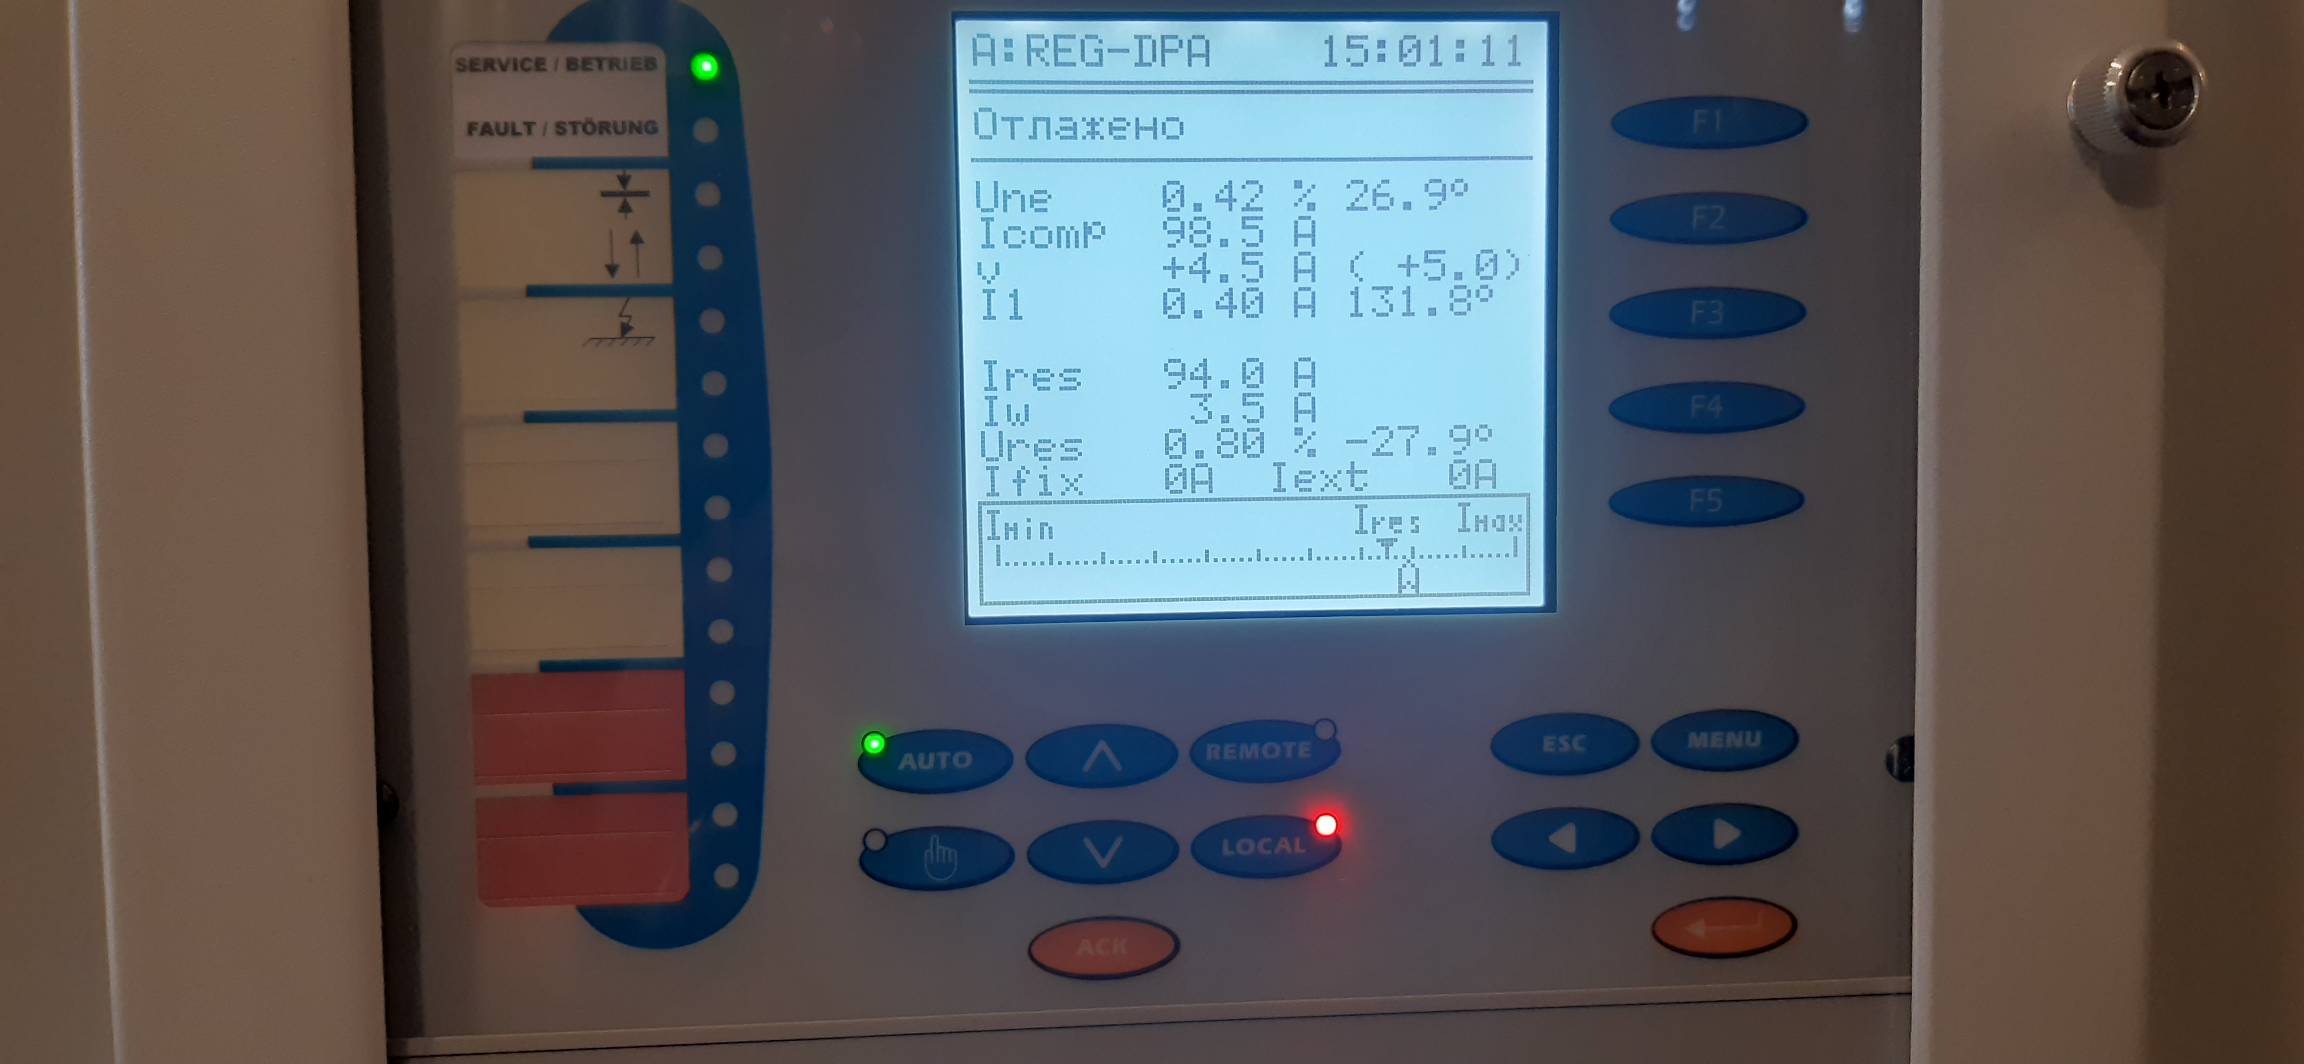 SERVICE / BETRIEB
FAULT / STÖRUNG
A:REG-DPA 15:01:11
Отлажено
Une 0.42 % 26.9°
Icomp 98.5 A
v +4.5 A ( +5.0)
I1 0.40 A 131.8°
Ires 94.0 A
Iw 3.5 A
Ures 0.80 % -27.9°
Ifix 0A Iext 0A
Imin Ires Imax
F1
F2
F3
F4
F5
AUTO
REMOTE
LOCAL
ACK
ESC
MENU